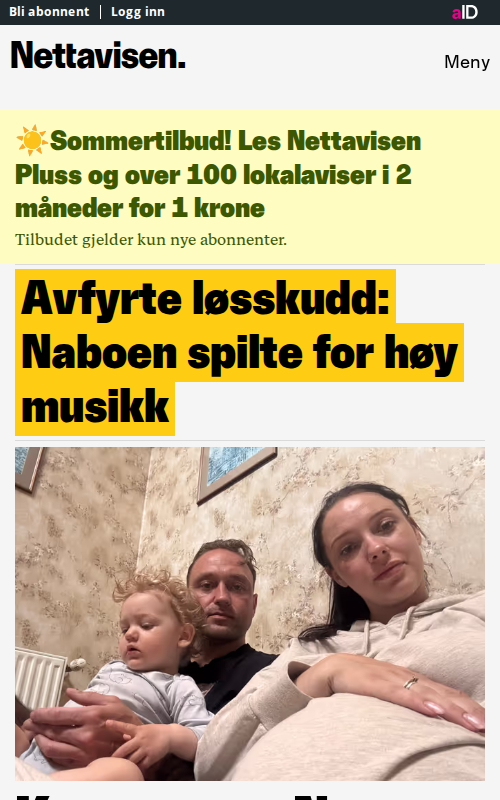 Bli abonnent
Logg inn
aID
Nettavisen.
Meny
Sommertilbud! Les Nettavisen
Pluss og over 100 lokalaviser i 2
måneder for 1 krone
Tilbudet gjelder kun nye abonnenter.
Avfyrte løsskudd:
Naboen spilte for høy
musikk